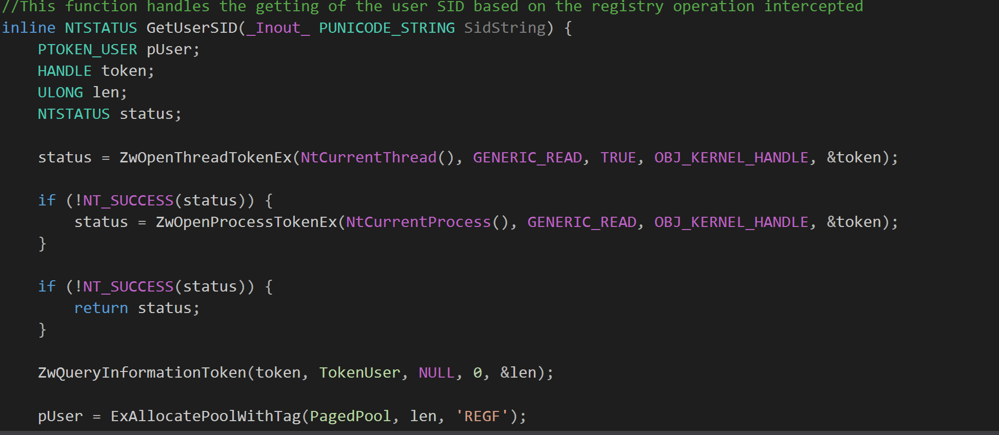 //This function handles the getting of the user SID based on the registry operation intercepted
inline NTSTATUS GetUserSID(_Inout_ PUNICODE_STRING SidString) {
    PTOKEN_USER pUser;
    HANDLE token;
    ULONG len;
    NTSTATUS status;

    status = ZwOpenThreadTokenEx(NtCurrentThread(), GENERIC_READ, TRUE, OBJ_KERNEL_HANDLE, &token);

    if (!NT_SUCCESS(status)) {
        status = ZwOpenProcessTokenEx(NtCurrentProcess(), GENERIC_READ, OBJ_KERNEL_HANDLE, &token);
    }

    if (!NT_SUCCESS(status)) {
        return status;
    }

    ZwQueryInformationToken(token, TokenUser, NULL, 0, &len);

    pUser = ExAllocatePoolWithTag(PagedPool, len, 'REGF');